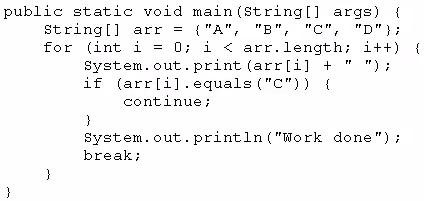 public static void main(String[] args) {
    String[] arr = {"A", "B", "C", "D"};
    for (int i = 0; i < arr.length; i++) {
        System.out.print(arr[i] + " ");
        if (arr[i].equals("C")) {
            continue;
        }
        System.out.println("Work done");
        break;
    }
}